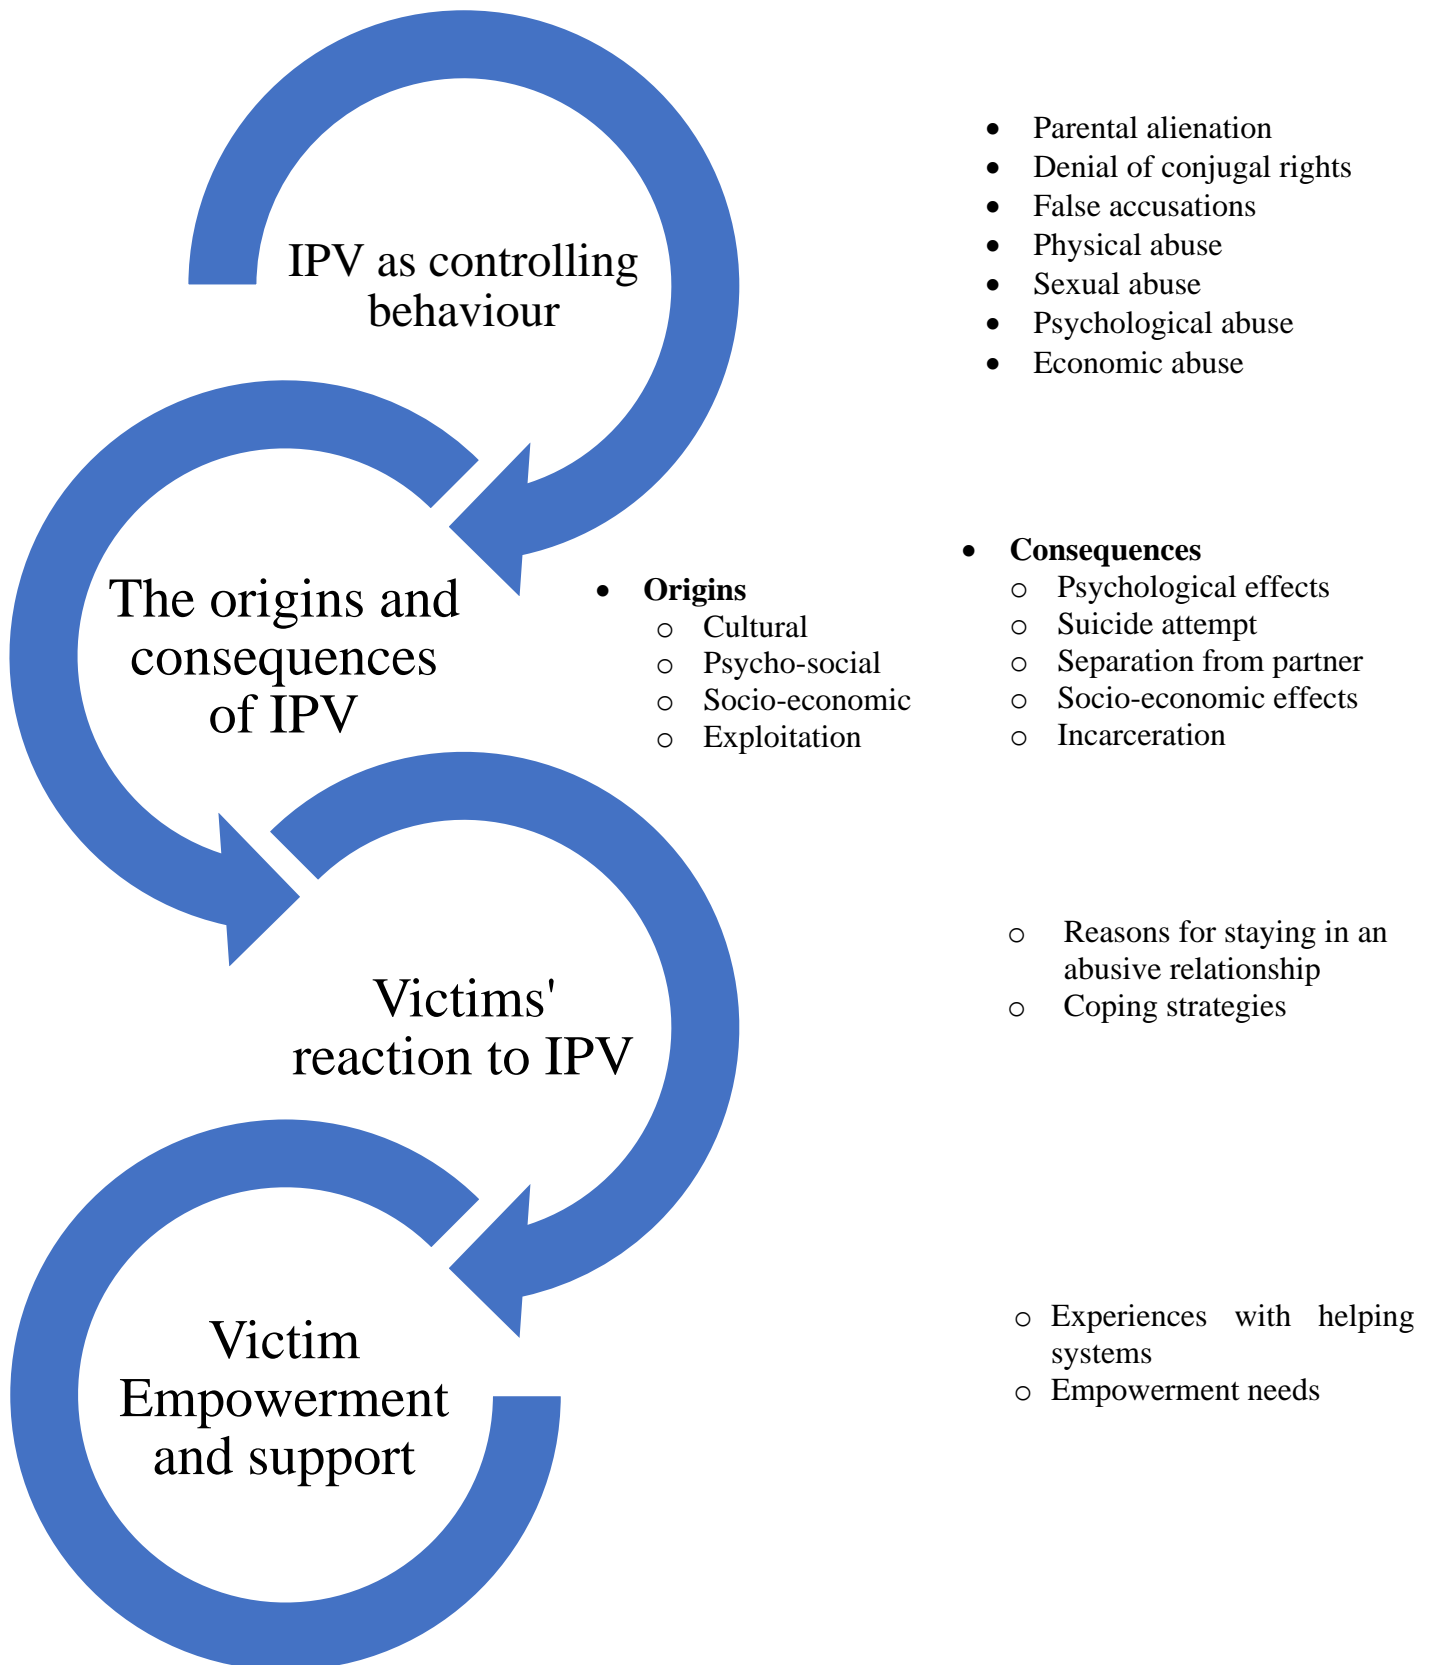 IPV as controlling
behaviour
• Parental alienation
• Denial of conjugal rights
• False accusations
• Physical abuse
• Sexual abuse
• Psychological abuse
• Economic abuse
The origins and
consequences
of IPV
• Origins
o Cultural
o Psycho-social
o Socio-economic
o Exploitation
• Consequences
o Psychological effects
o Suicide attempt
o Separation from partner
o Socio-economic effects
o Incarceration
Victims'
reaction to IPV
o Reasons for staying in an
abusive relationship
o Coping strategies
Victim
Empowerment
and support
o Experiences with helping
systems
o Empowerment needs